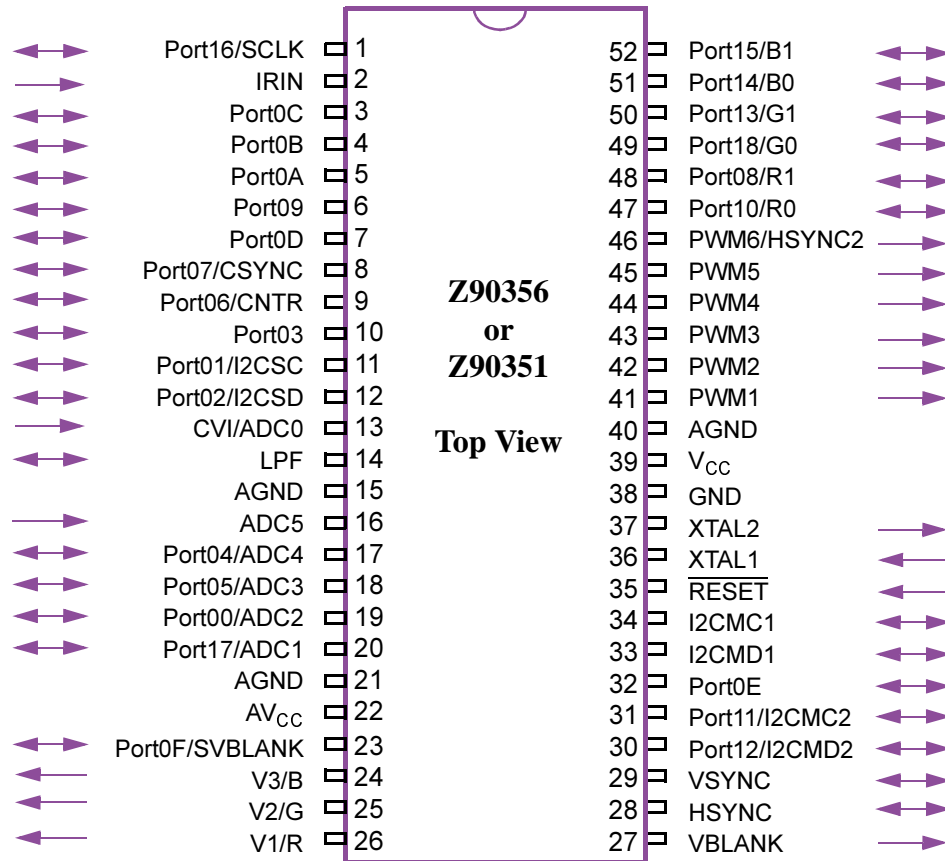 Port16/SCLK 1 52 Port15/B1
IRIN 2 51 Port14/B0
Port0C 3 50 Port13/G1
Port0B 4 49 Port18/G0
Port0A 5 48 Port08/R1
Port09 6 47 Port10/R0
Port0D 7 46 PWM6/HSYNC2
Port07/CSYNC 8 45 PWM5
Port06/CNTR 9 44 PWM4
Port03 10 43 PWM3
Port01/I2CSC 11 42 PWM2
Port02/I2CSD 12 41 PWM1
CVI/ADC0 13 40 AGND
LPF 14 39 VCC
AGND 15 38 GND
ADC5 16 37 XTAL2
Port04/ADC4 17 36 XTAL1
Port05/ADC3 18 35 RESET
Port00/ADC2 19 34 I2CMC1
Port17/ADC1 20 33 I2CMD1
AGND 21 32 Port0E
AVCC 22 31 Port11/I2CMC2
Port0F/SVBLANK 23 30 Port12/I2CMD2
V3/B 24 29 VSYNC
V2/G 25 28 HSYNC
V1/R 26 27 VBLANK
Z90356
or
Z90351
Top View